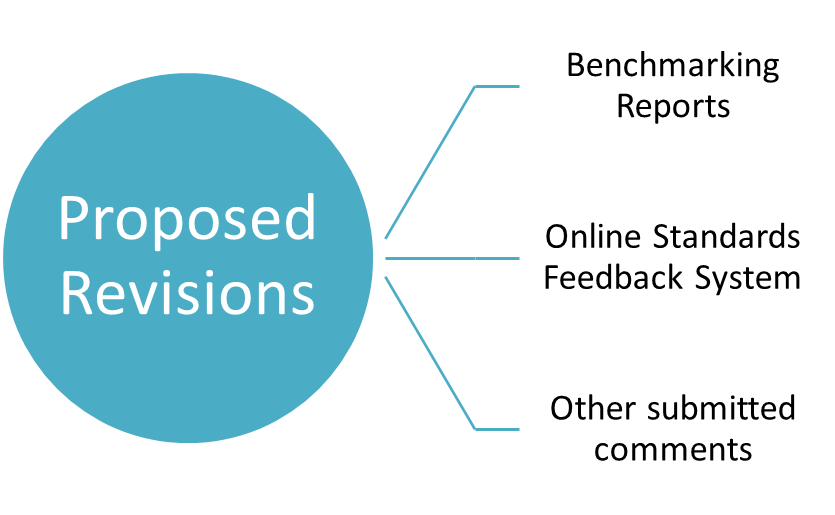 Proposed
Revisions
Benchmarking
Reports
Online Standards
Feedback System
Other submitted
comments